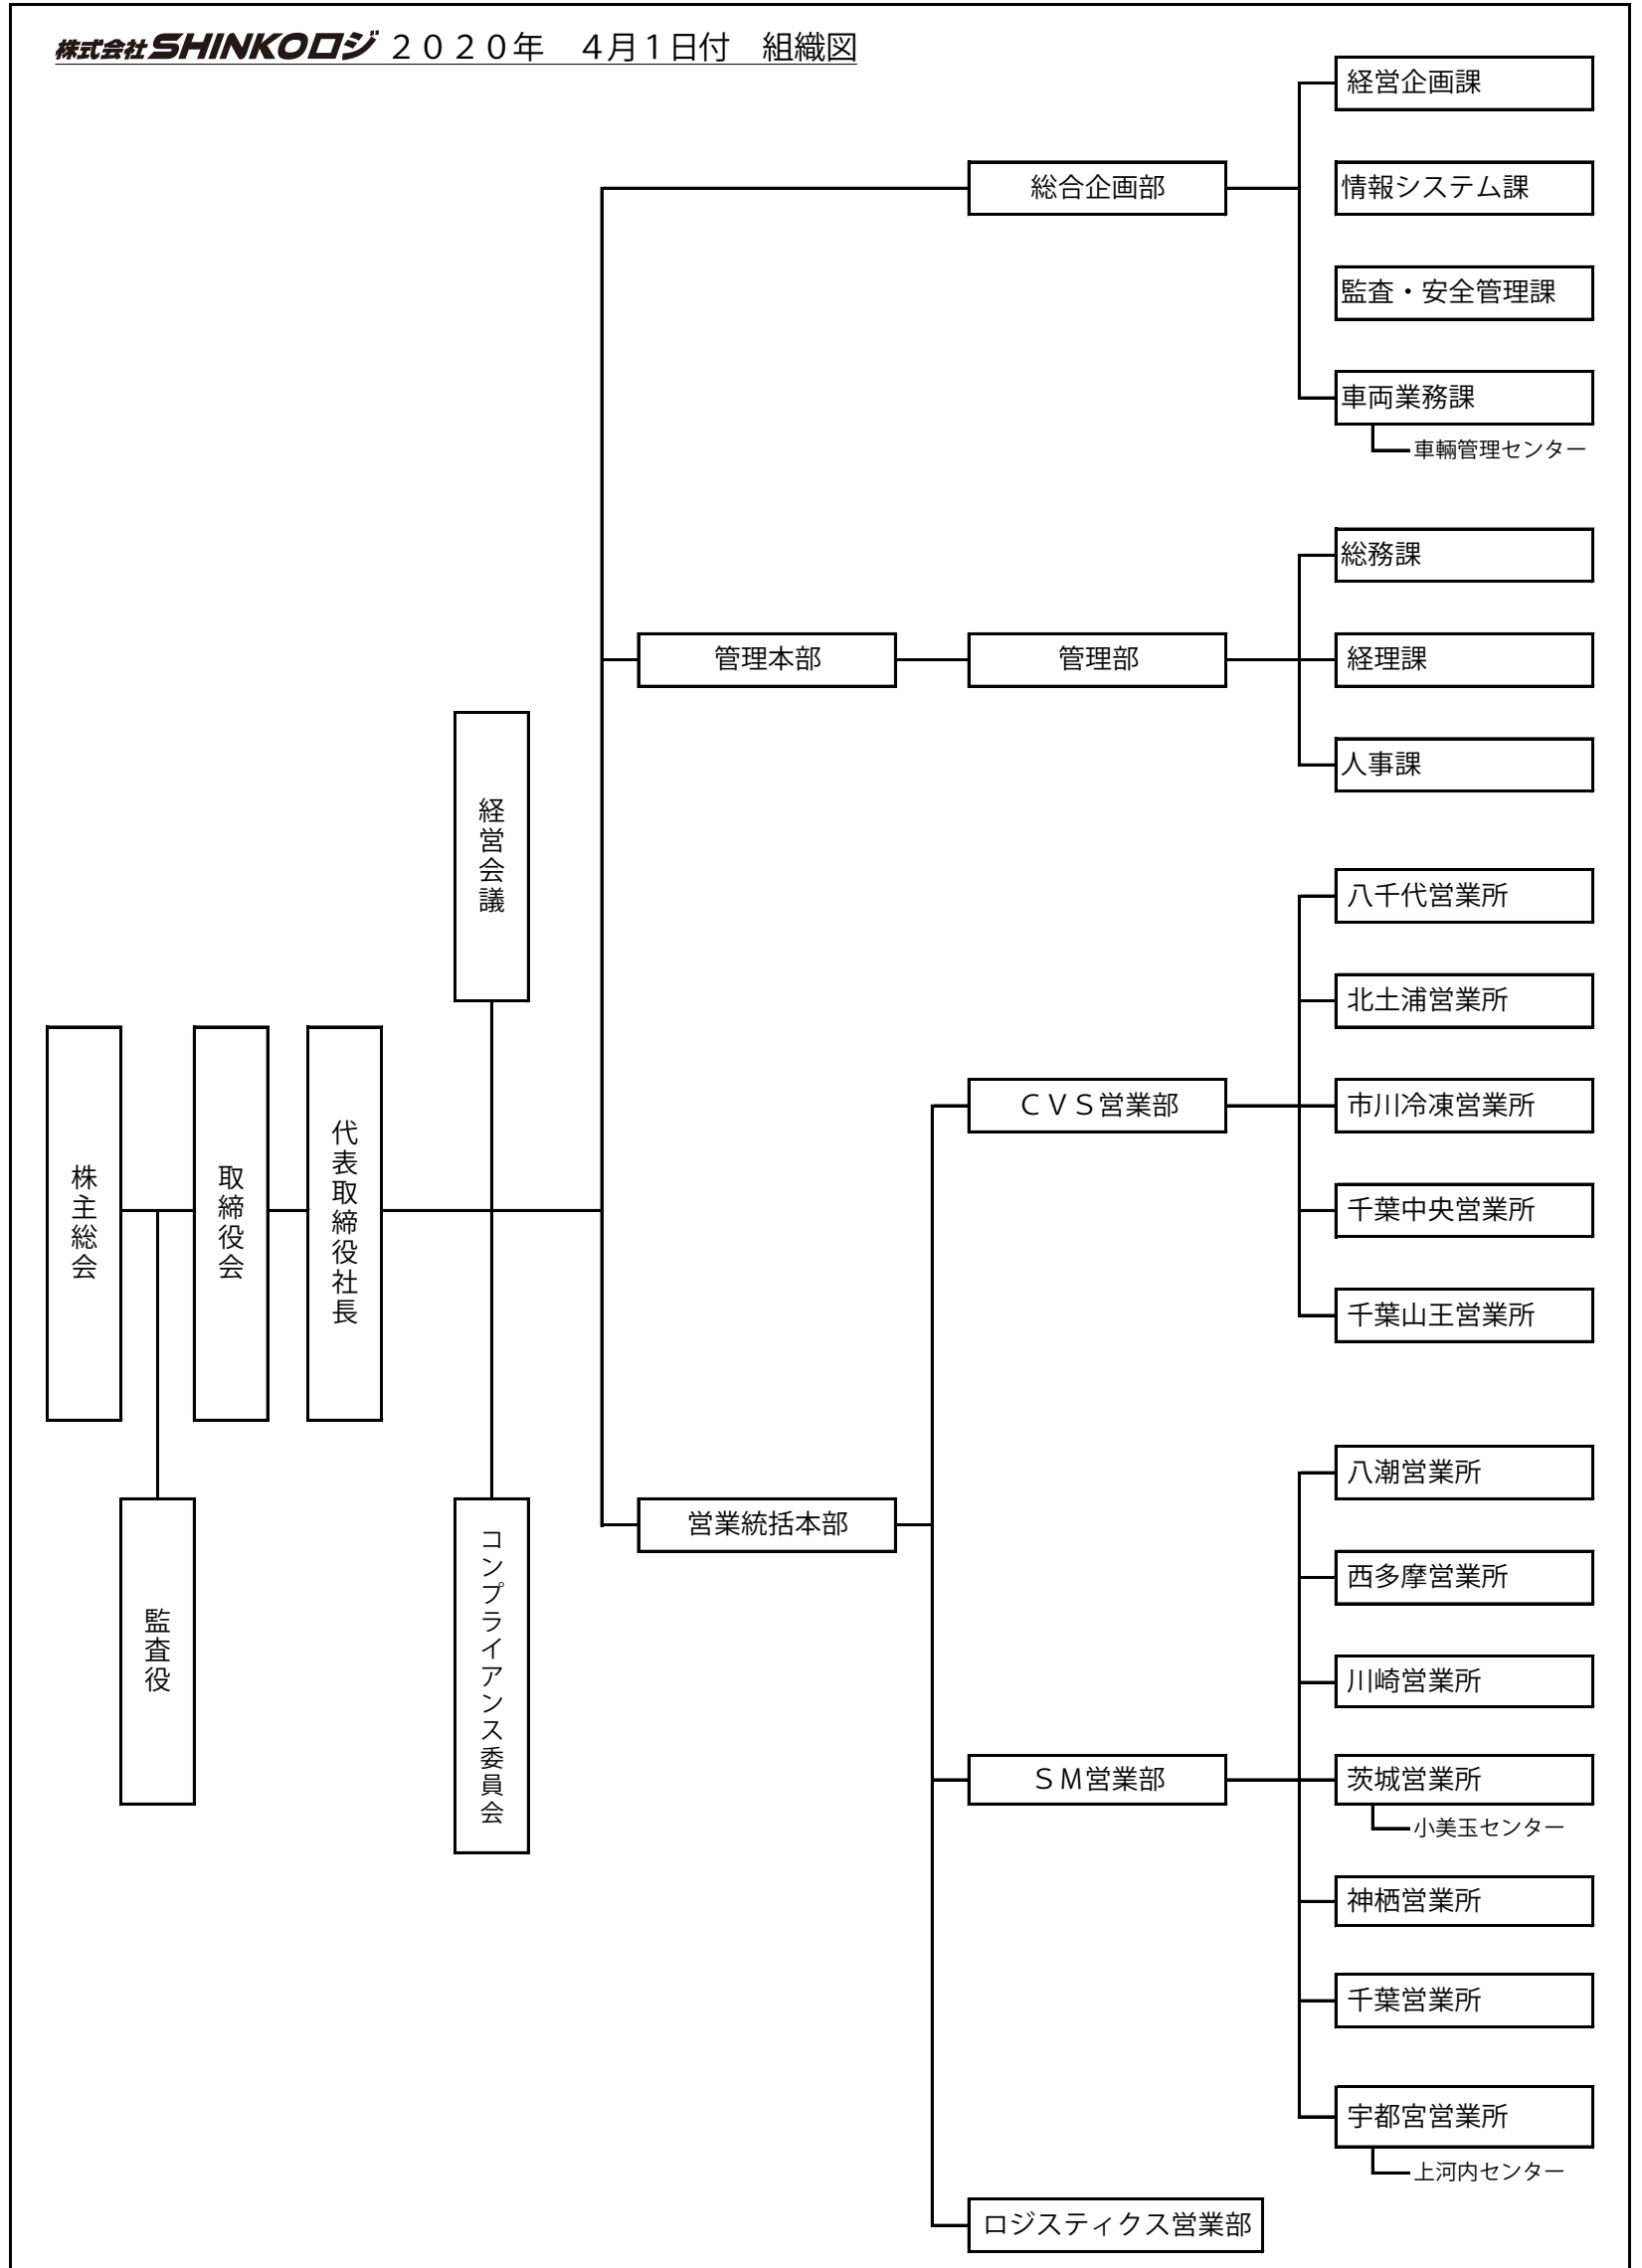 株式会社SHINKOロジ ２０２０年　４月１日付　組織図
経営企画課
総合企画部
情報システム課
監査・安全管理課
車両業務課
車輛管理センター
総務課
管理本部
管理部
経理課
人事課
経営会議
八千代営業所
北土浦営業所
ＣＶＳ営業部
市川冷凍営業所
株主総会
取締役会
代表取締役社長
千葉中央営業所
千葉山王営業所
八潮営業所
監査役
コンプライアンス委員会
営業統括本部
西多摩営業所
川崎営業所
ＳＭ営業部
茨城営業所
小美玉センター
神栖営業所
千葉営業所
宇都宮営業所
上河内センター
ロジスティクス営業部